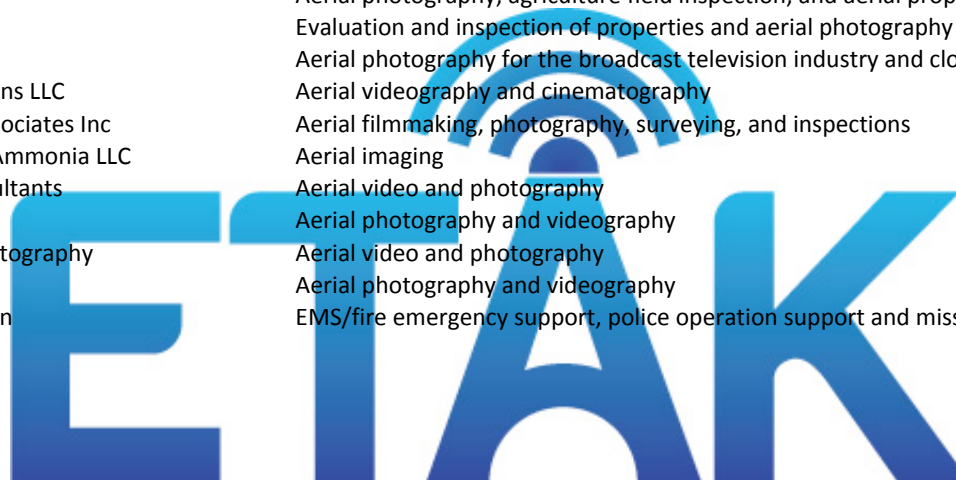 Aerial photography, agriculture field inspection, and aerial prop
Evaluation and inspection of properties and aerial photography
Aerial photography for the broadcast television industry and clo
ns LLC Aerial videography and cinematography
ociates Inc Aerial filmmaking, photography, surveying, and inspections
Ammonia LLC Aerial imaging
ultants Aerial video and photography
Aerial photography and videography
tography Aerial video and photography
Aerial photography and videography
n EMS/fire emergency support, police operation support and miss
ETAK